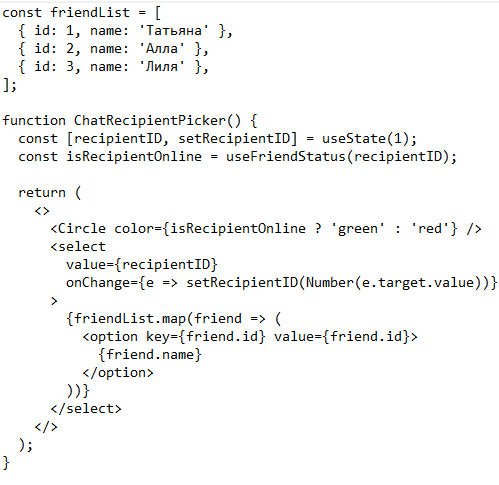 const friendList = [
  { id: 1, name: 'Татьяна' },
  { id: 2, name: 'Алла' },
  { id: 3, name: 'Лиля' },
];

function ChatRecipientPicker() {
  const [recipientID, setRecipientID] = useState(1);
  const isRecipientOnline = useFriendStatus(recipientID);

  return (
    <>
      <Circle color={isRecipientOnline ? 'green' : 'red'} />
      <select
        value={recipientID}
        onChange={e => setRecipientID(Number(e.target.value))}
      >
        {friendList.map(friend => (
          <option key={friend.id} value={friend.id}>
            {friend.name}
          </option>
        ))}
      </select>
    </>
  );
}